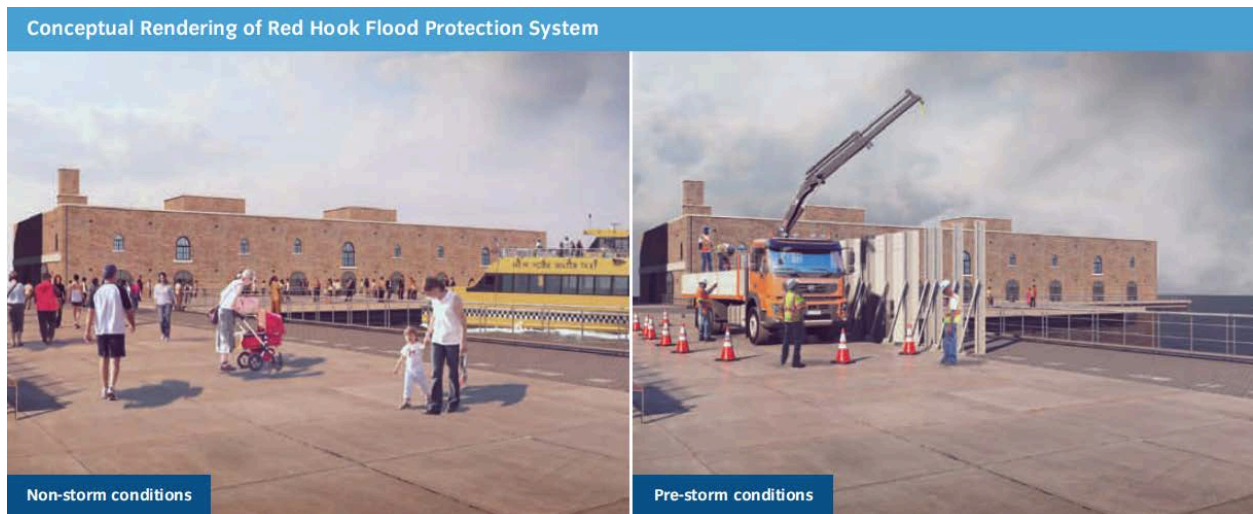 Conceptual Rendering of Red Hook Flood Protection System
Non-storm conditions
Pre-storm conditions